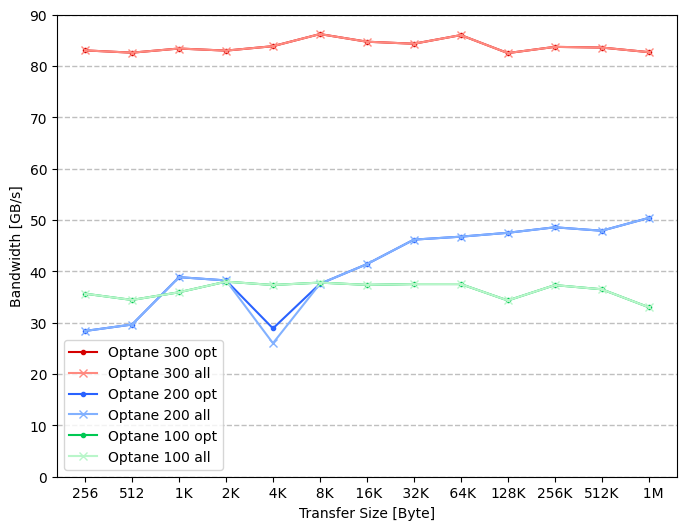 90
80
70
60
50
40
30
20
10
0
Bandwidth [GB/s]
Optane 300 opt
Optane 300 all
Optane 200 opt
Optane 200 all
Optane 100 opt
Optane 100 all
256 512 1K 2K 4K 8K 16K 32K 64K 128K 256K 512K 1M
Transfer Size [Byte]